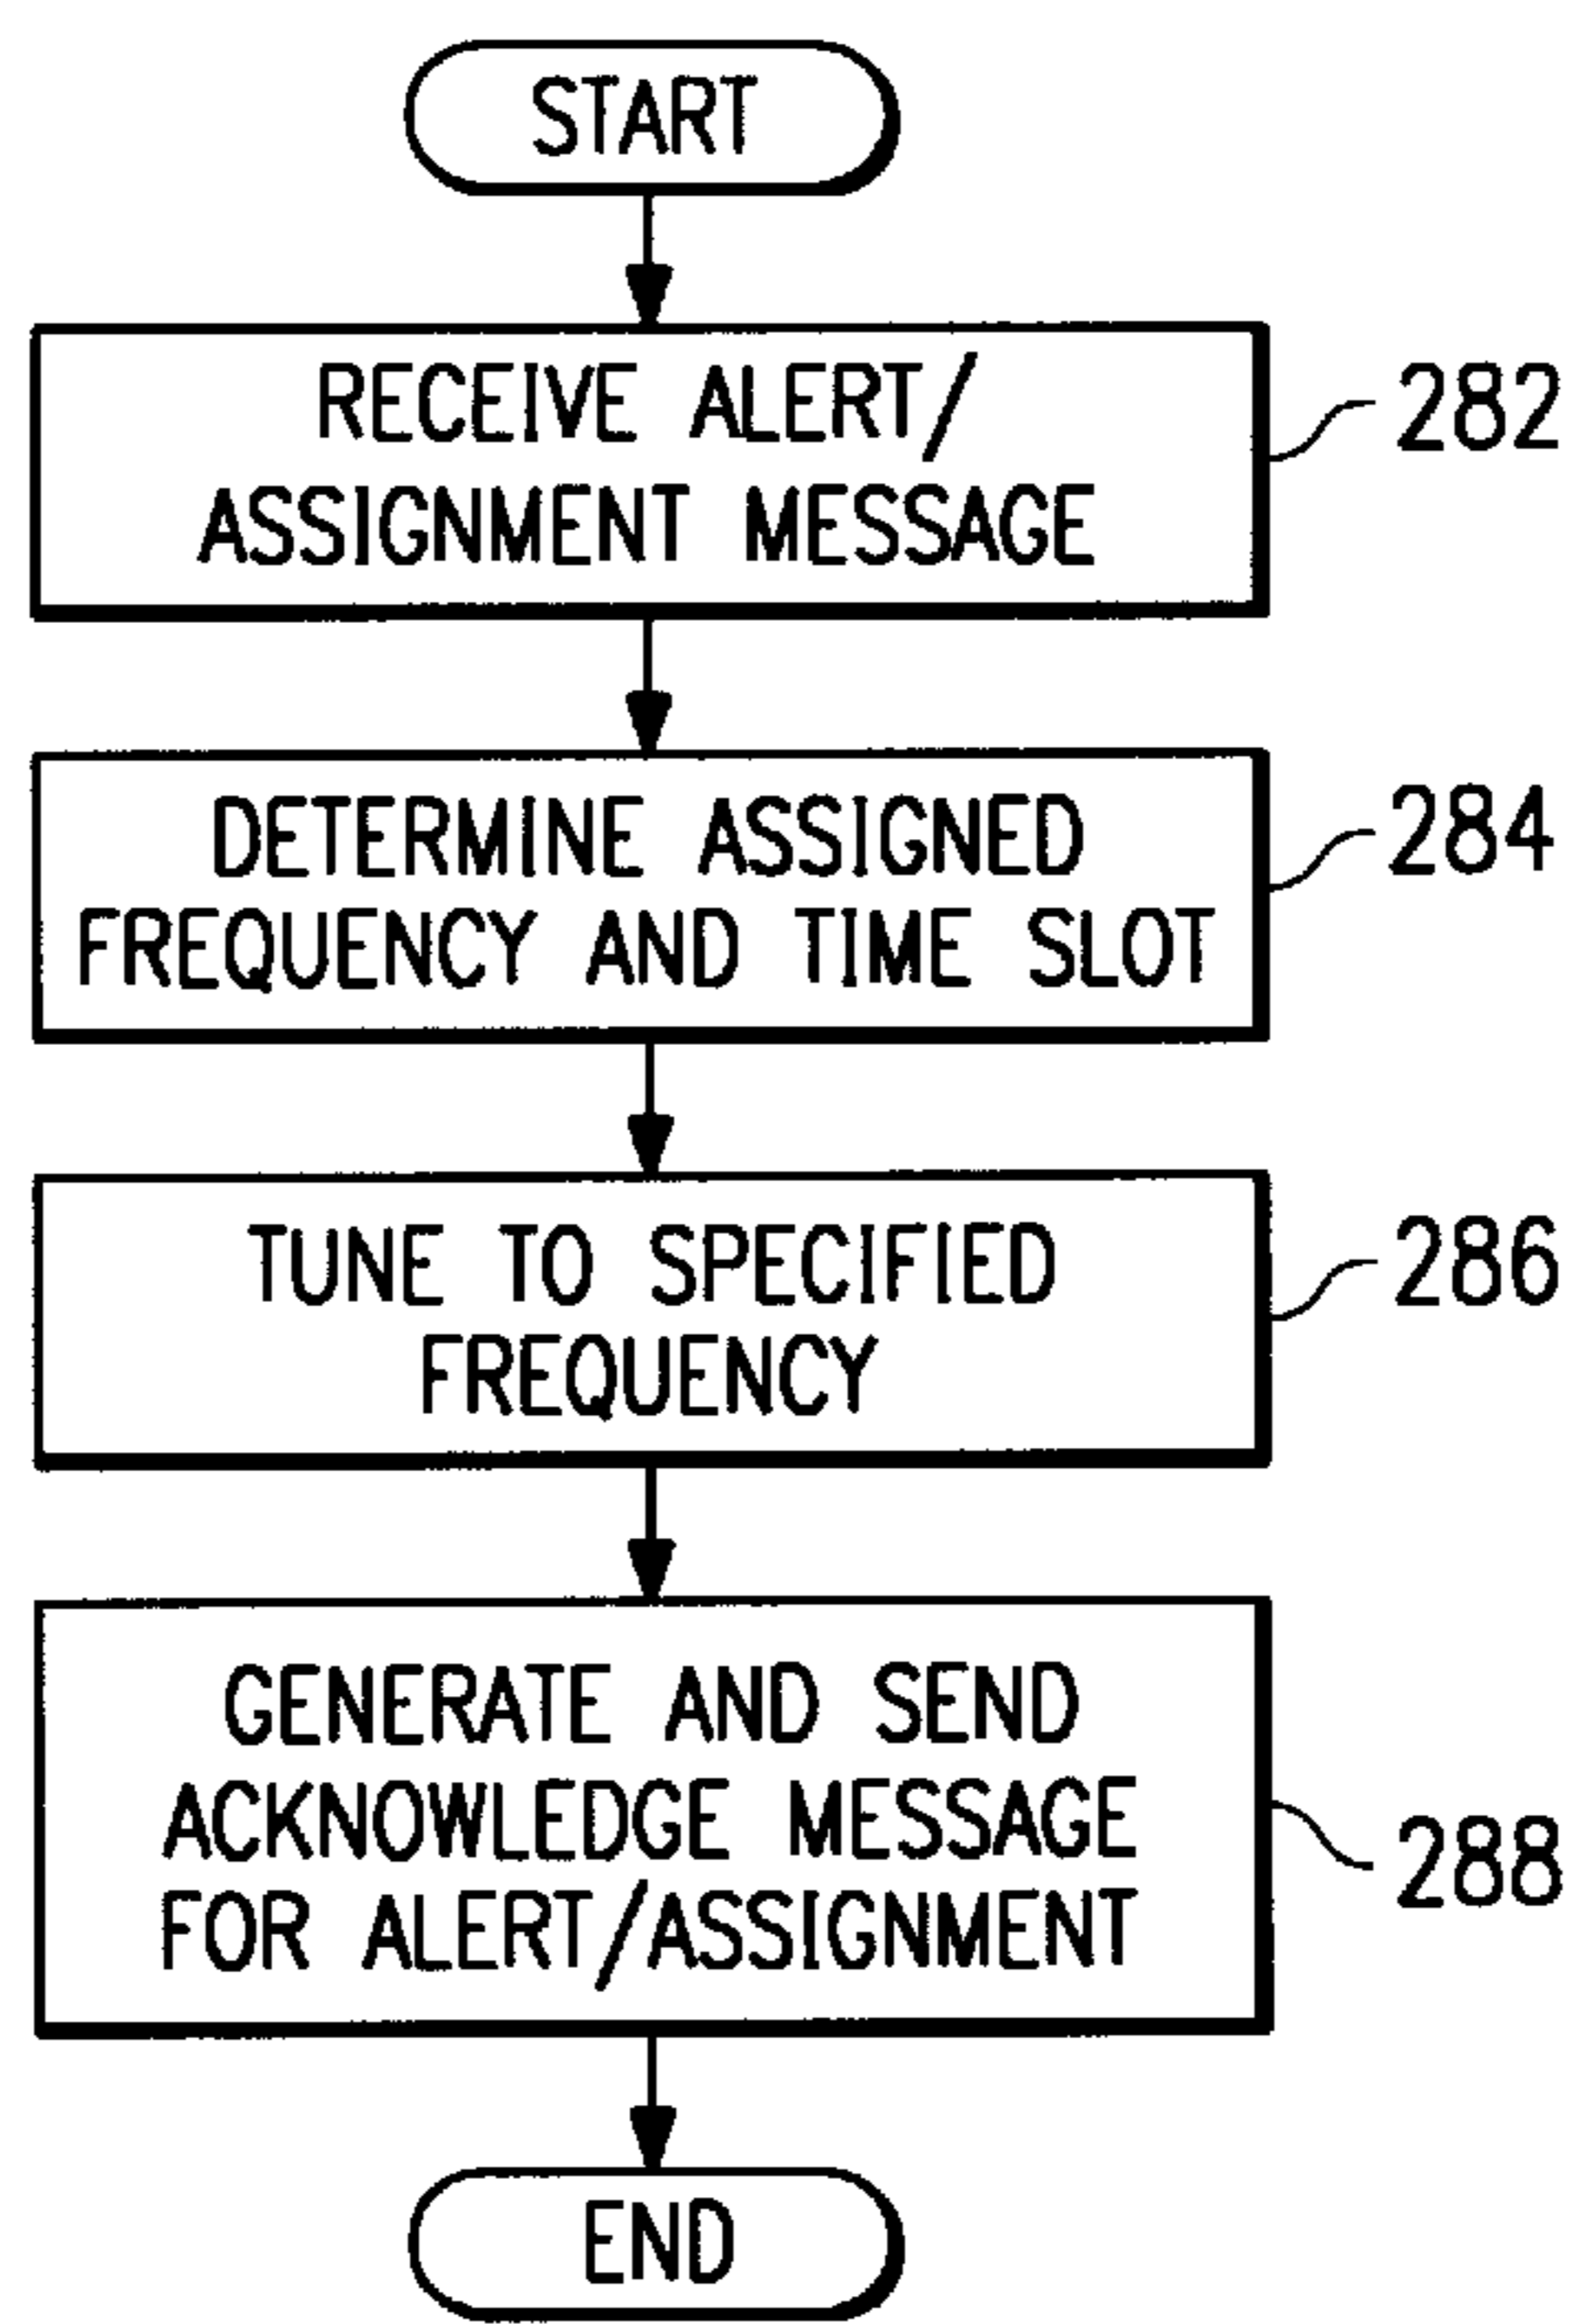 START
RECEIVE ALERT/
ASSIGNMENT MESSAGE
282
DETERMINE ASSIGNED
FREQUENCY AND TIME SLOT
284
TUNE TO SPECIFIED
FREQUENCY
286
GENERATE AND SEND
ACKNOWLEDGE MESSAGE
FOR ALERT/ASSIGNMENT
288
END